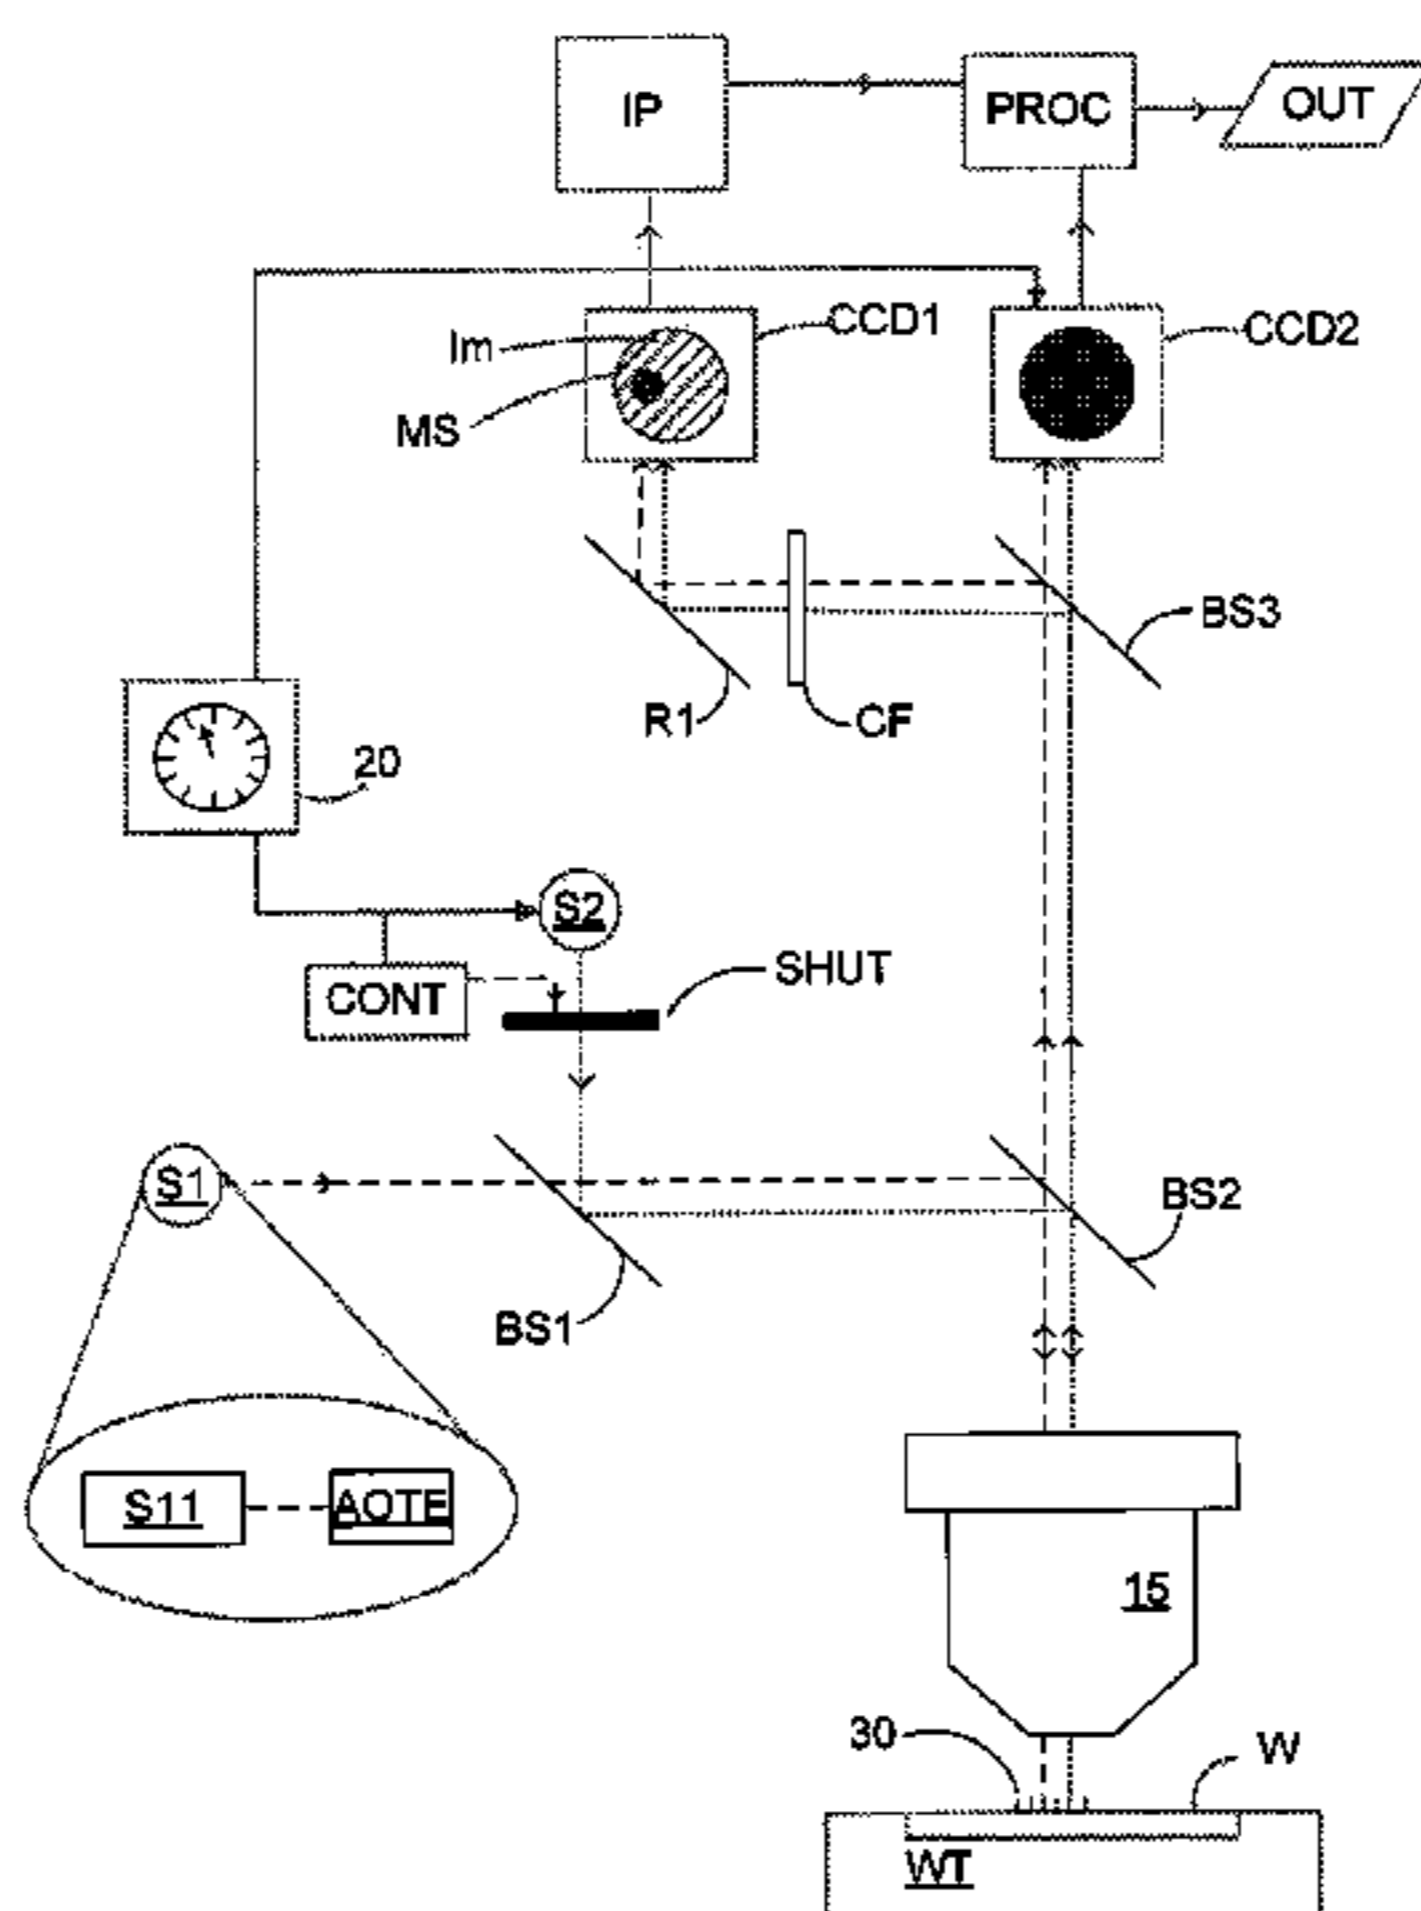 IP
PROC
OUT
CCD1
CCD2
Im
MS
BS3
R1
CF
20
S2
SHUT
CONT
S1
BS2
BS1
S11
AOTF
15
30
W
WT